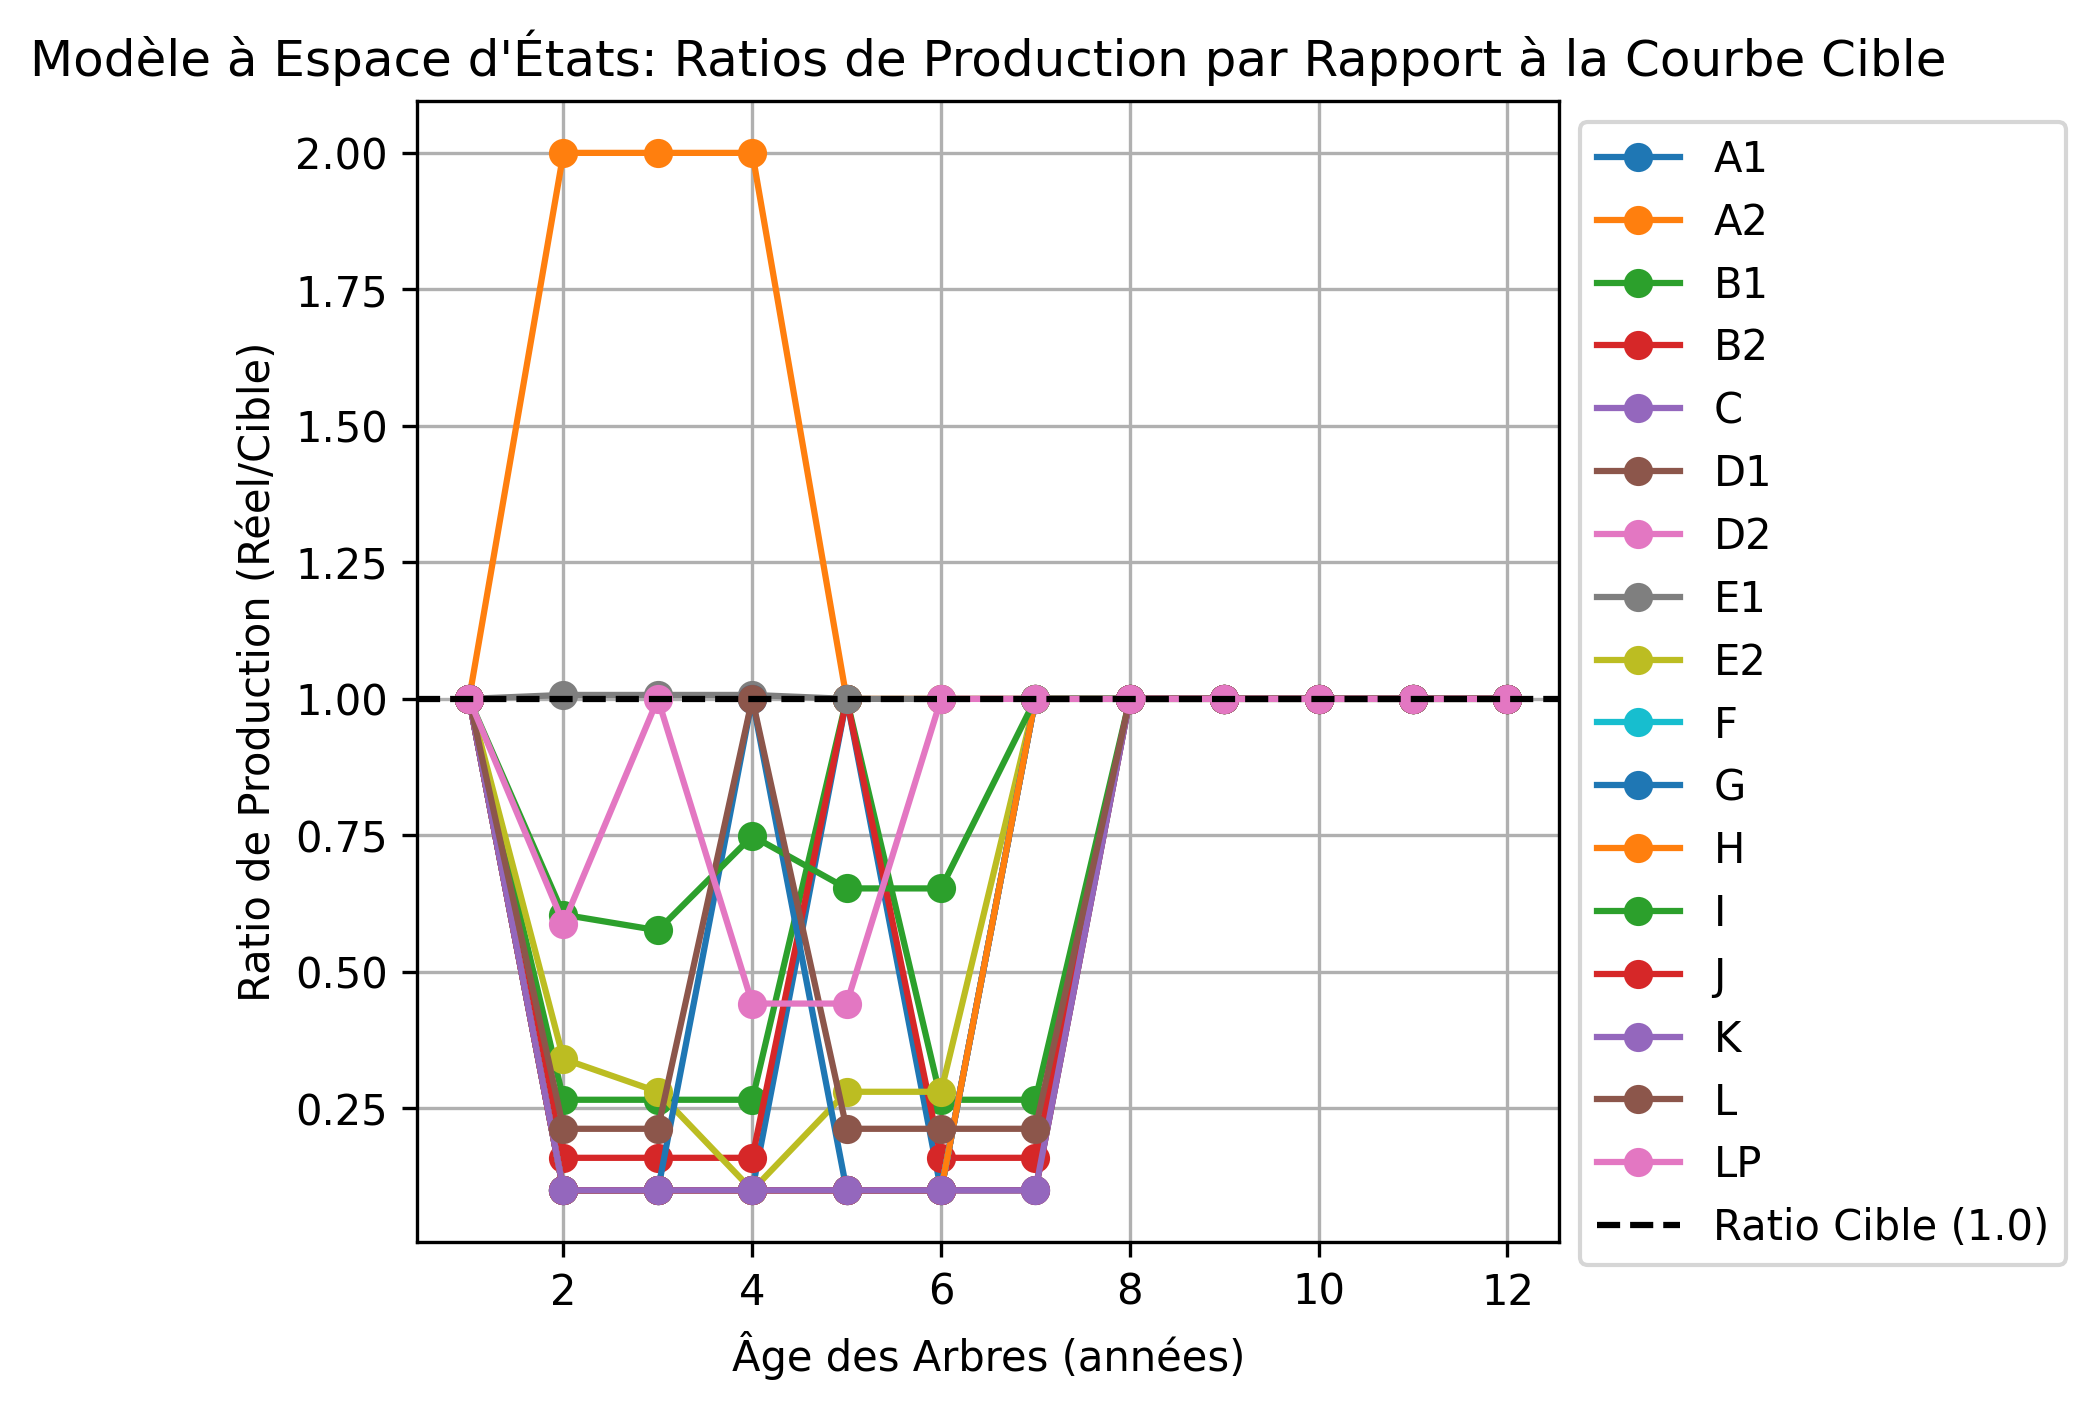 Modèle à Espace d'États: Ratios de Production par Rapport à la Courbe Cible
Ratio de Production (Réel/Cible)
2.00
1.75
1.50
1.25
1.00
0.75
0.50
0.25
2 4 6 8 10 12
Âge des Arbres (années)
A1
A2
B1
B2
C
D1
D2
E1
E2
F
G
H
I
J
K
L
LP
Ratio Cible (1.0)